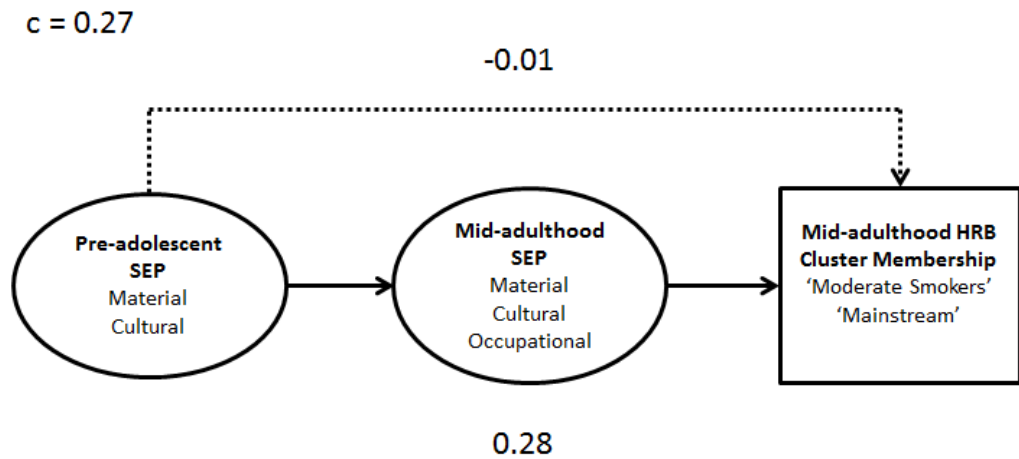 c = 0.27
-0.01
Pre-adolescent
SEP
Material
Cultural
Mid-adulthood
SEP
Material
Cultural
Occupational
Mid-adulthood HRB
Cluster Membership
‘Moderate Smokers’
‘Mainstream’
0.28